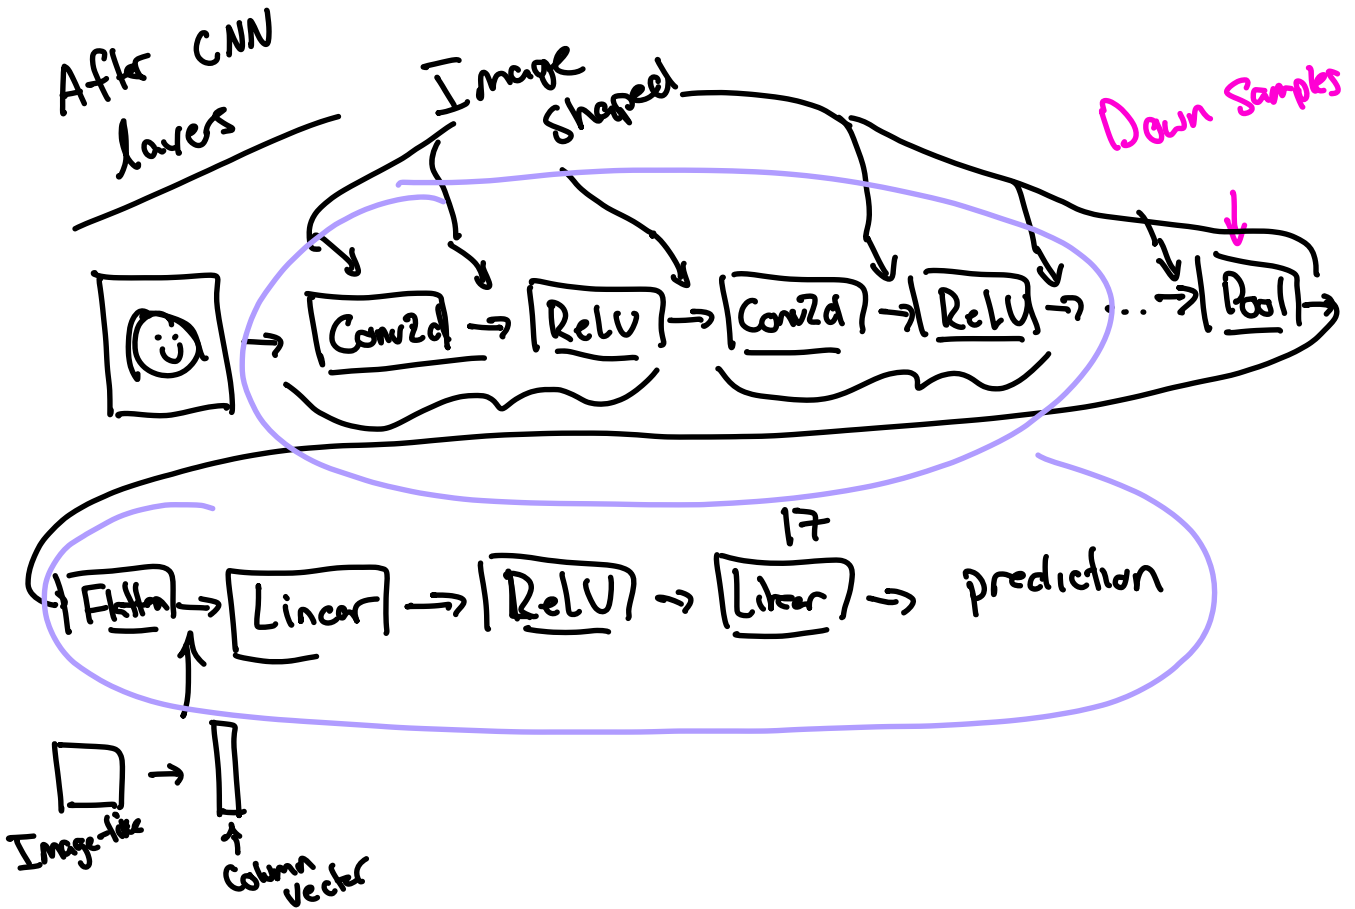 After CNN
layers
Image
shaped
Down Samples
Conv2d → ReLU → Conv2d → ReLU → ... → Pool →
17
Flatten → Linear → ReLU → Linear → prediction
Image-like
Column
vector